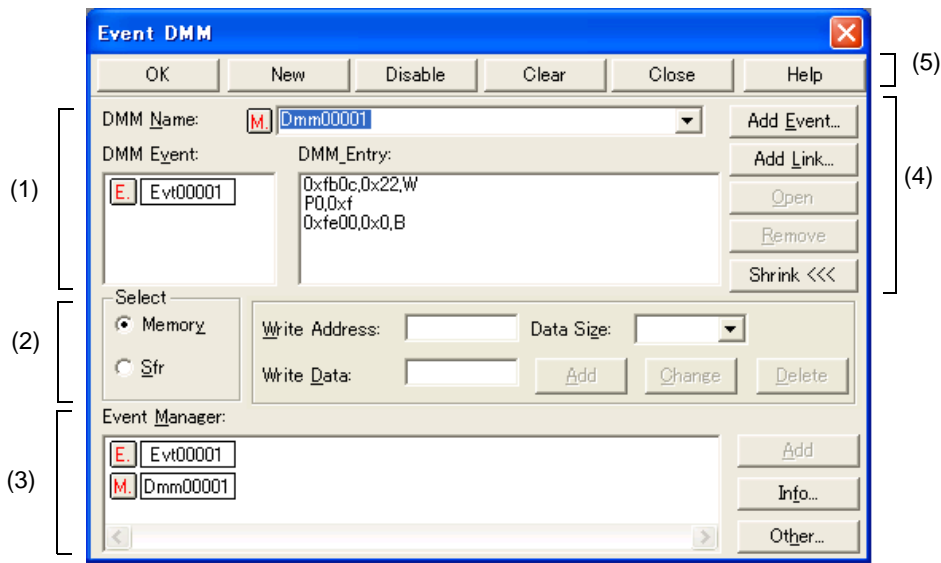 Event DMM
OK New Disable Clear Close Help
(5)
DMM Name: M. Dmm00001 Add Event...
DMM Event: DMM_Entry: Add Link...
(1)
E. Evt00001
0xfb0c,0x22,W
P0,0xf
0xfe00,0x0,B
Open
Remove
Shrink <<<
(4)
Select
(2)
Memory
Sfr
Write Address: Data Size:
Write Data: Add Change Delete
Event Manager:
(3)
E. Evt00001
M. Dmm00001
Add
Info...
Other...